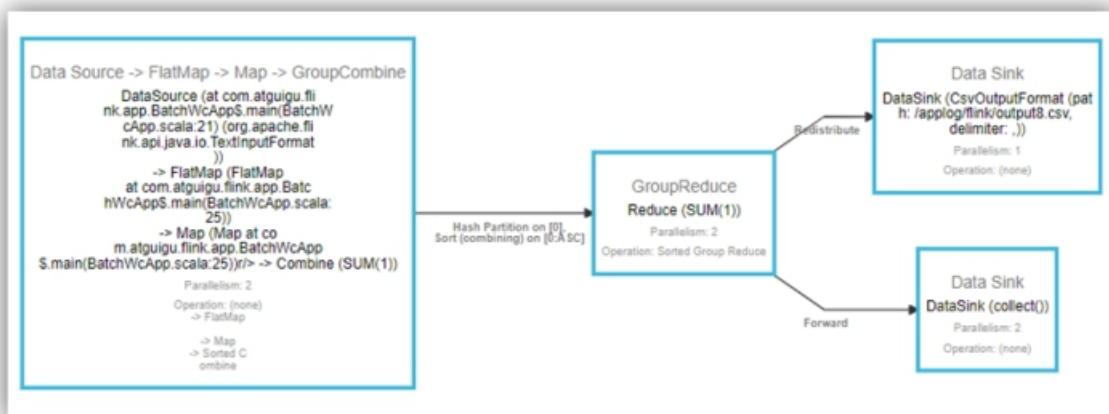 Data Source -> FlatMap -> Map -> GroupCombine
DataSource (at com.atguigu.fli
nk.app.BatchWcApp$.main(BatchW
cApp.scala:21) (org.apache.fli
nk.api.java.io.TextInputFormat
))
-> FlatMap (FlatMap
at com.atguigu.flink.app.Batc
hWcApp$.main(BatchWcApp.scala:
25))
-> Map (Map at co
m.atguigu.flink.app.BatchWcApp
$.main(BatchWcApp.scala:25))r/> -> Combine (SUM(1))
Parallelism: 2
Operation: (none)
-> FlatMap
-> Map
-> Sorted C
ombine
Hash Partition on [0]
Sort (combining) on [0:ASC]
GroupReduce
Reduce (SUM(1))
Parallelism: 2
Operation: Sorted Group Reduce
Redistribute
Data Sink
DataSink (CsvOutputFormat (pat
h: /applog/flink/output8.csv,
delimiter: ,))
Parallelism: 1
Operation: (none)
Forward
Data Sink
DataSink (collect())
Parallelism: 2
Operation: (none)